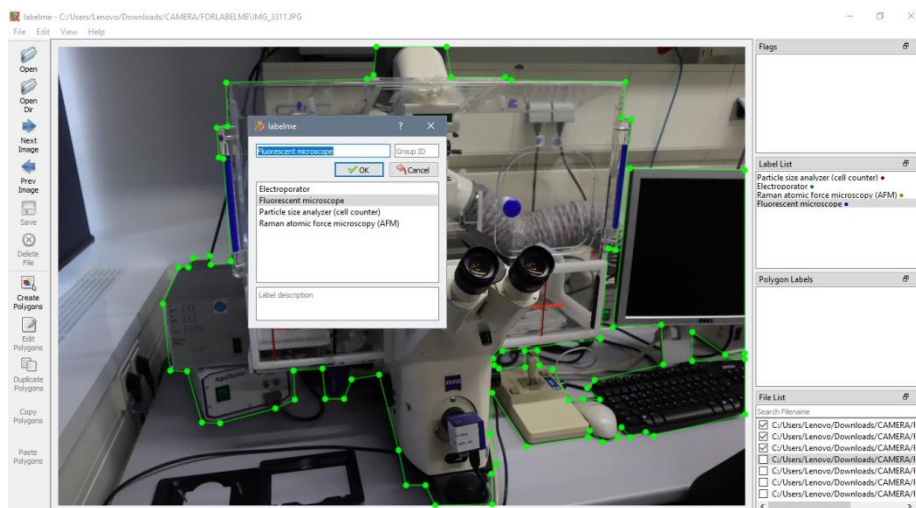 labelme - C:/Users/Lenovo/Downloads/CAMERA/FORLABELME\IMG_3311.JPG
File Edit View Help
Open
Open
Dir
Next
Image
Prev
Image
Save
Delete
File
Create
Polygons
Edit
Polygons
Duplicate
Polygons
Copy
Polygons
Paste
Polygons
labelme ?
Fluorescent microscope Group ID
OK Cancel
Electroporator
Fluorescent microscope
Particle size analyzer (cell counter)
Raman atomic force microscopy (AFM)
Label description
ZEISS
DELL
Flags
Label List
Particle size analyzer (cell counter)
Electroporator
Raman atomic force microscopy (AFM)
Fluorescent microscope
Polygon Labels
File List
Search Filename
C:/Users/Lenovo/Downloads/CAMERA/F
C:/Users/Lenovo/Downloads/CAMERA/F
C:/Users/Lenovo/Downloads/CAMERA/F
C:/Users/Lenovo/Downloads/CAMERA/F
C:/Users/Lenovo/Downloads/CAMERA/F
C:/Users/Lenovo/Downloads/CAMERA/F
C:/Users/Lenovo/Downloads/CAMERA/F